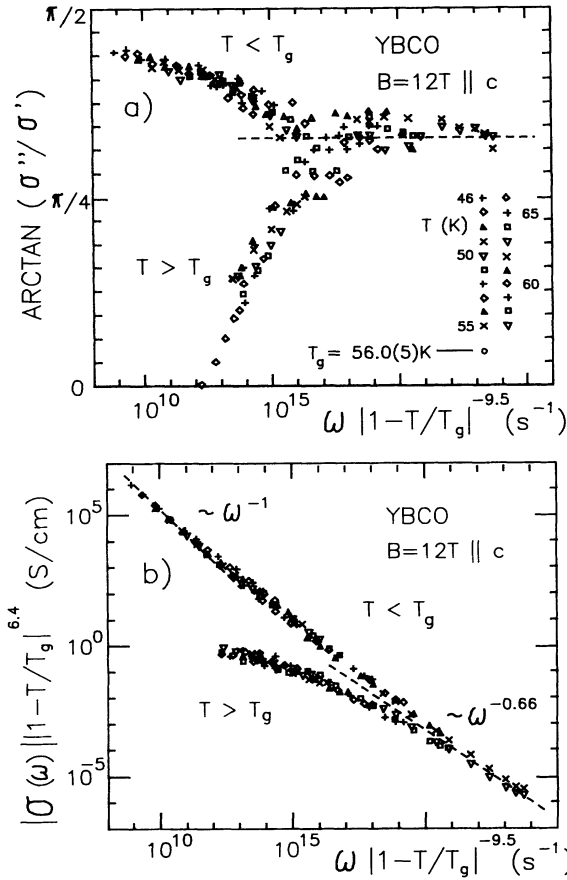 π/2
T < Tg
YBCO
B=12T || c
a)
ARCTAN (σ''/σ')
π/4
T > Tg
46
65
T (K)
50
60
55
Tg = 56.0(5)K
0
10^10
10^15
ω |1-T/Tg|^-9.5 (s^-1)
10^5
~ ω^-1
YBCO
B=12T || c
b)
T < Tg
|σ(ω)||1-T/Tg|^6.4 (S/cm)
10^0
T > Tg
~ω^-0.66
10^-5
10^10
10^15
ω |1-T/Tg|^-9.5 (s^-1)